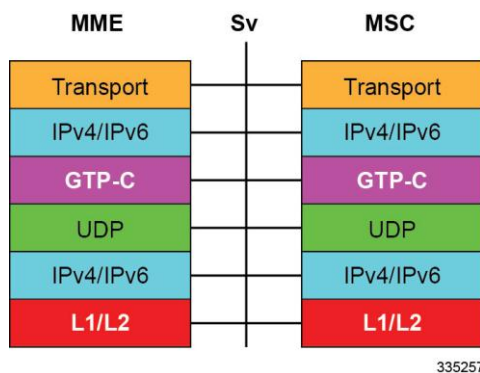 MME Sv MSC
Transport Transport
IPv4/IPv6 IPv4/IPv6
GTP-C GTP-C
UDP UDP
IPv4/IPv6 IPv4/IPv6
L1/L2 L1/L2
335257